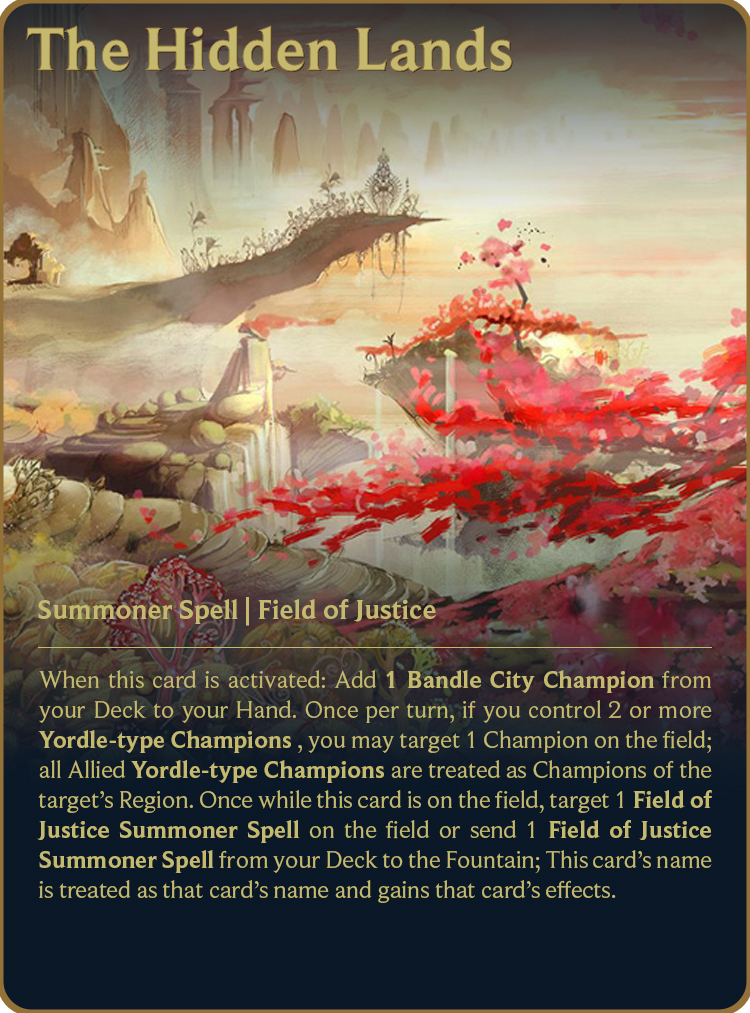 The Hidden Lands
Summoner Spell | Field of Justice
When this card is activated: Add 1 Bandle City Champion from
your Deck to your Hand. Once per turn, if you control 2 or more
Yordle-type Champions , you may target 1 Champion on the field;
all Allied Yordle-type Champions are treated as Champions of the
target's Region. Once while this card is on the field, target 1 Field of
Justice Summoner Spell on the field or send 1 Field of Justice
Summoner Spell from your Deck to the Fountain; This card's name
is treated as that card's name and gains that card's effects.